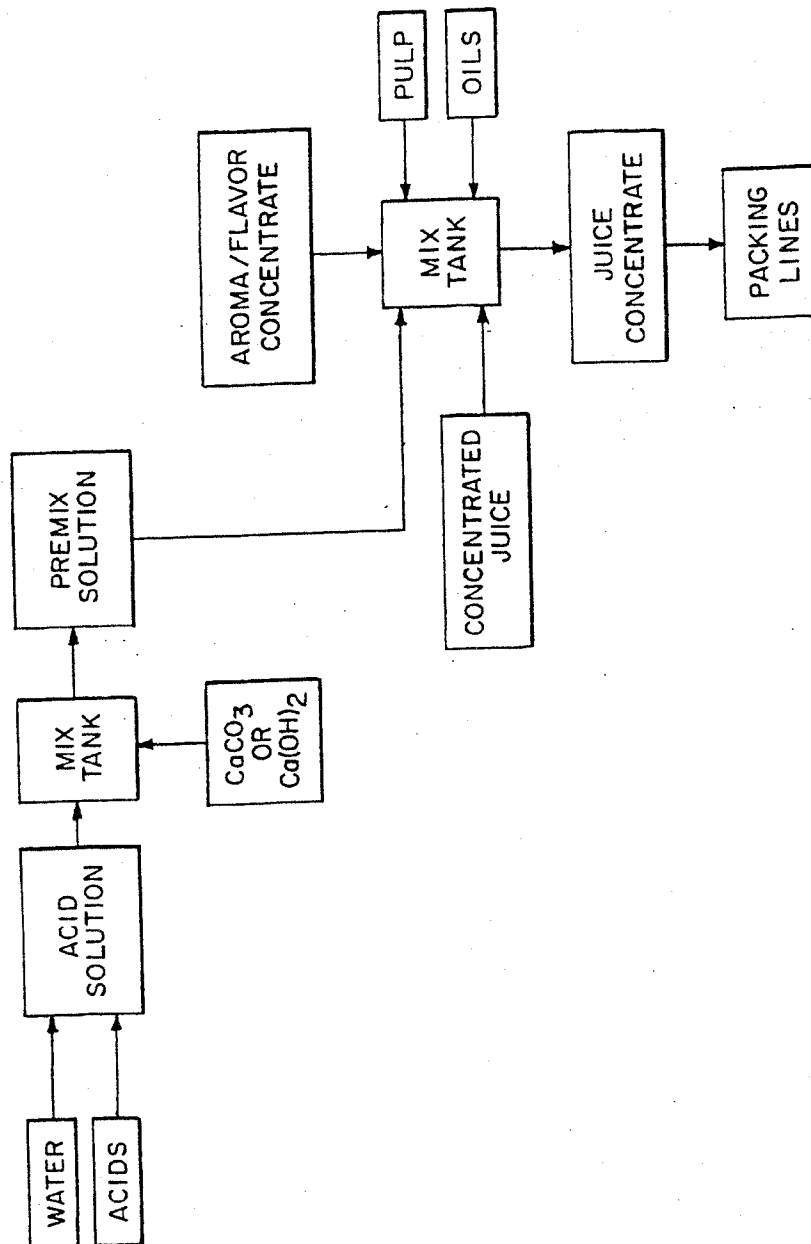 WATER
ACIDS
ACID
SOLUTION
MIX
TANK
CaCO3
OR
Ca(OH)2
PREMIX
SOLUTION
AROMA/FLAVOR
CONCENTRATE
CONCENTRATED
JUICE
MIX
TANK
PULP
OILS
JUICE
CONCENTRATE
PACKING
LINES